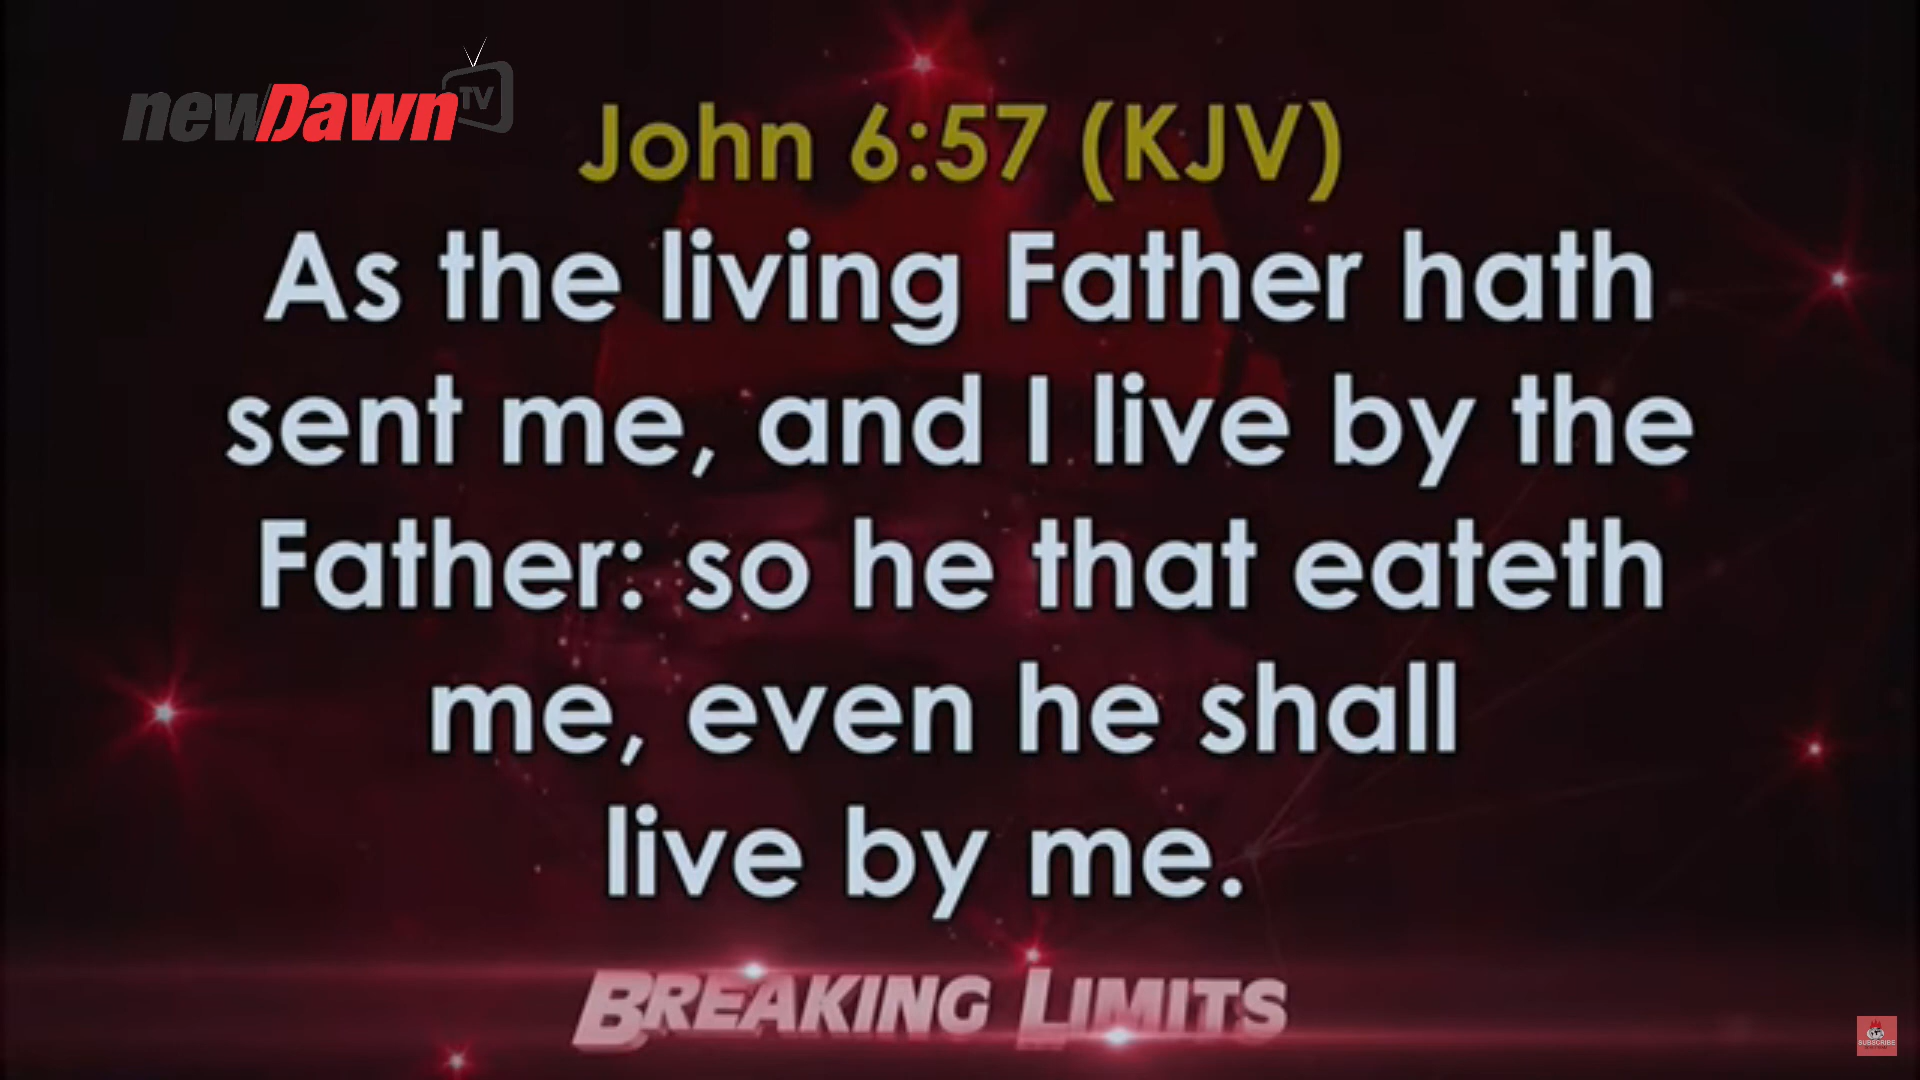 newDawn TV
John 6:57 (KJV)
As the living Father hath
sent me, and I live by the
Father: so he that eateth
me, even he shall
live by me.
BREAKING LIMITS
SUBSCRIBE